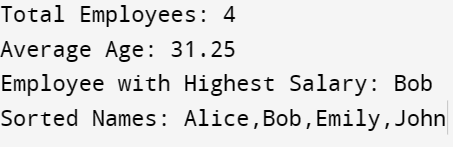 Total Employees: 4
Average Age: 31.25
Employee with Highest Salary: Bob
Sorted Names: Alice,Bob,Emily,John